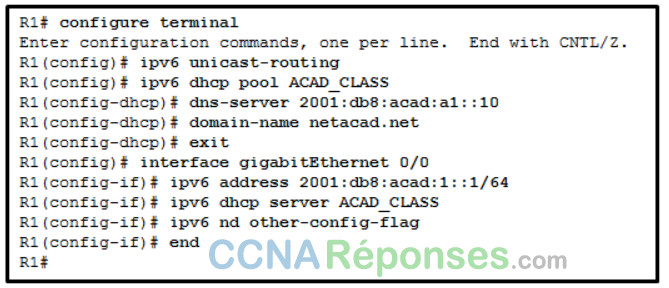 R1# configure terminal
Enter configuration commands, one per line. End with CNTL/Z.
R1(config)# ipv6 unicast-routing
R1(config)# ipv6 dhcp pool ACAD_CLASS
R1(config-dhcp)# dns-server 2001:db8:acad:a1::10
R1(config-dhcp)# domain-name netacad.net
R1(config-dhcp)# exit
R1(config)# interface gigabitEthernet 0/0
R1(config-if)# ipv6 address 2001:db8:acad:1::1/64
R1(config-if)# ipv6 dhcp server ACAD_CLASS
R1(config-if)# ipv6 nd other-config-flag
R1(config-if)# end
R1#
CCNARéponses.com